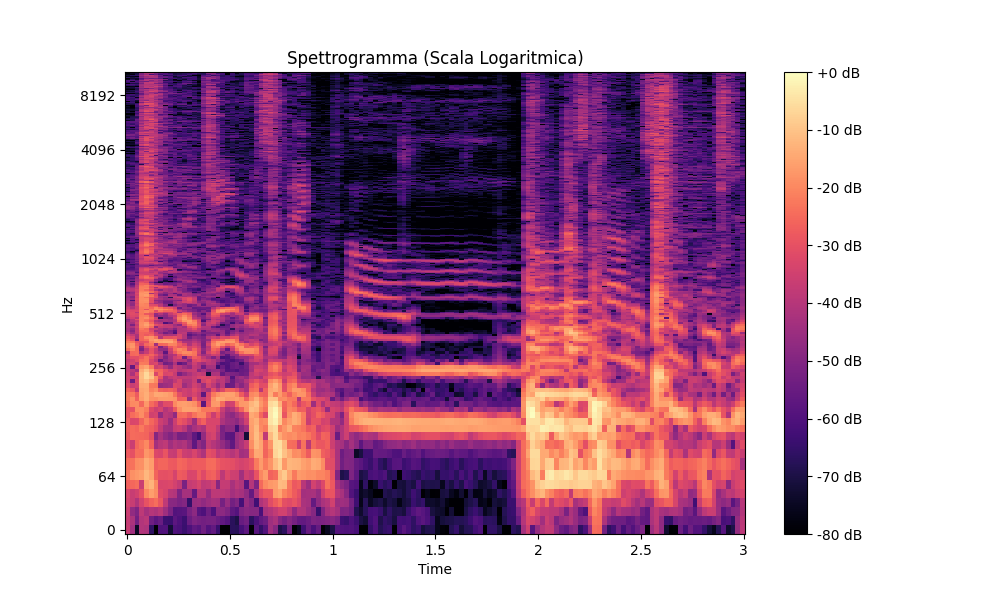 Spettrogramma (Scala Logaritmica)
Hz
8192
4096
2048
1024
512
256
128
64
0
0 0.5 1 1.5 2 2.5 3
Time
+0 dB
-10 dB
-20 dB
-30 dB
-40 dB
-50 dB
-60 dB
-70 dB
-80 dB